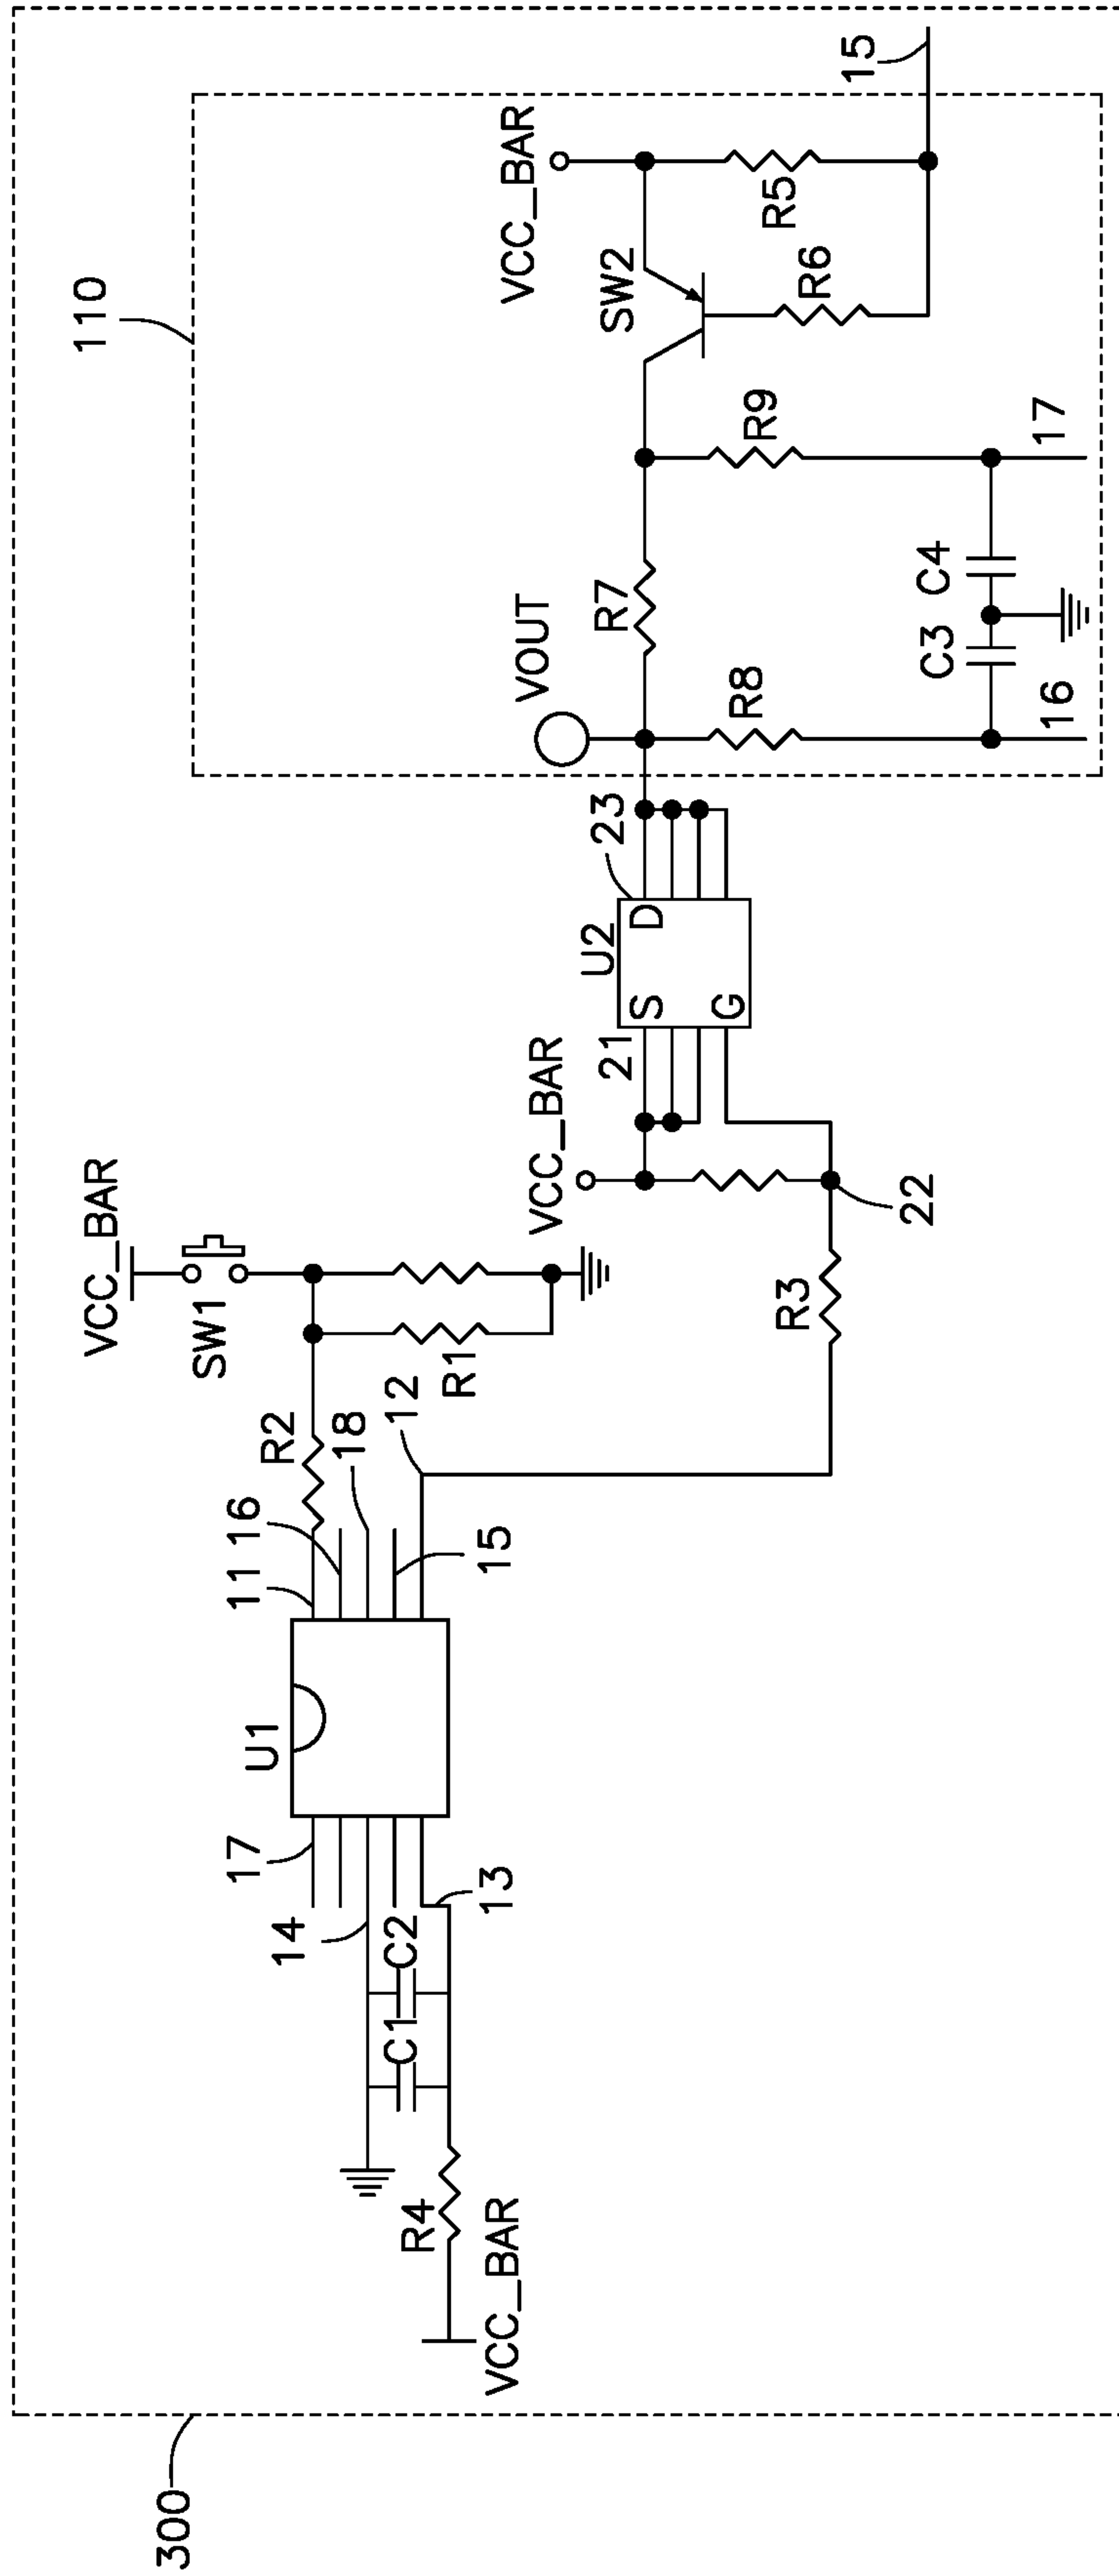 300
110
VCC_BAR
SW1
R2
R1
11
16
18
15
12
U1
17
14
13
C1
C2
R4
VCC_BAR
R3
VCC_BAR
21
22
U2
S
D
G
23
VOUT
R7
R8
R9
C3
C4
16
17
SW2
VCC_BAR
R5
R6
15